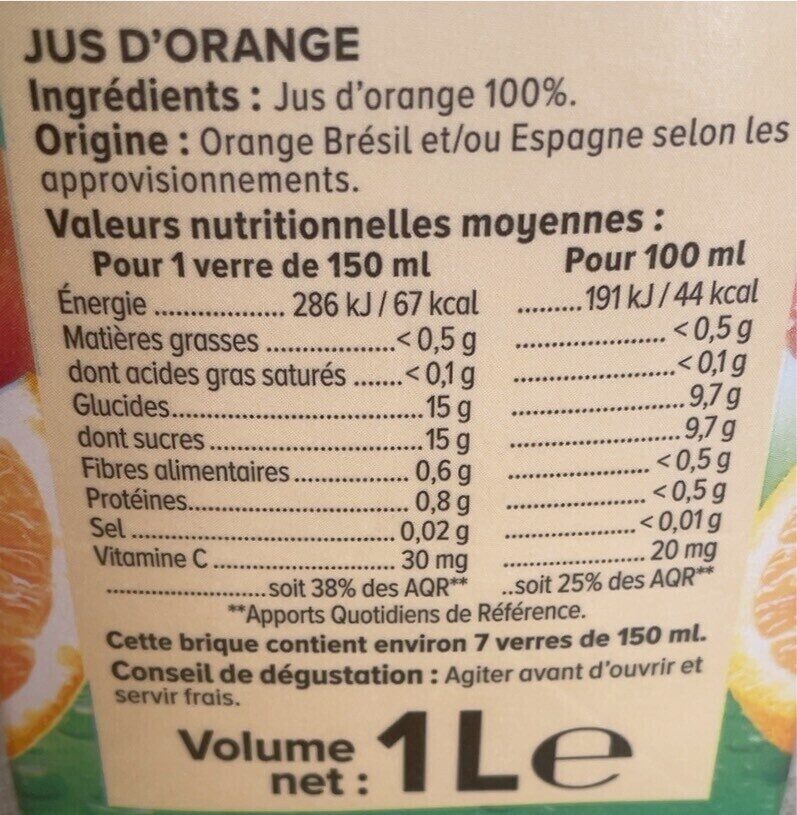 JUS D'ORANGE
Ingrédients : Jus d'orange 100%.
Origine : Orange Brésil et/ou Espagne selon les
approvisionnements.
Valeurs nutritionnelles moyennes :
Pour 1 verre de 150 ml Pour 100 ml
Énergie ................ 286 kJ / 67 kcal ......... 191 kJ / 44 kcal
Matières grasses ................< 0,5 g .................... < 0,5 g
dont acides gras saturés .......< 0,1 g .....................< 0,1 g
Glucides............................... 15 g ....................... 9,7 g
dont sucres .......................... 15 g ....................... 9,7 g
Fibres alimentaires .............. 0,6 g .................. < 0,5 g
Protéines............................ 0,8 g .................. < 0,5 g
Sel .................................. 0,02 g ................ < 0,01 g
Vitamine C ........................ 30 mg .................. 20 mg
....................soit 38% des AQR** ..soit 25% des AQR**
**Apports Quotidiens de Référence.
Cette brique contient environ 7 verres de 150 ml.
Conseil de dégustation : Agiter avant d'ouvrir et
servir frais.
Volume net : 1L e